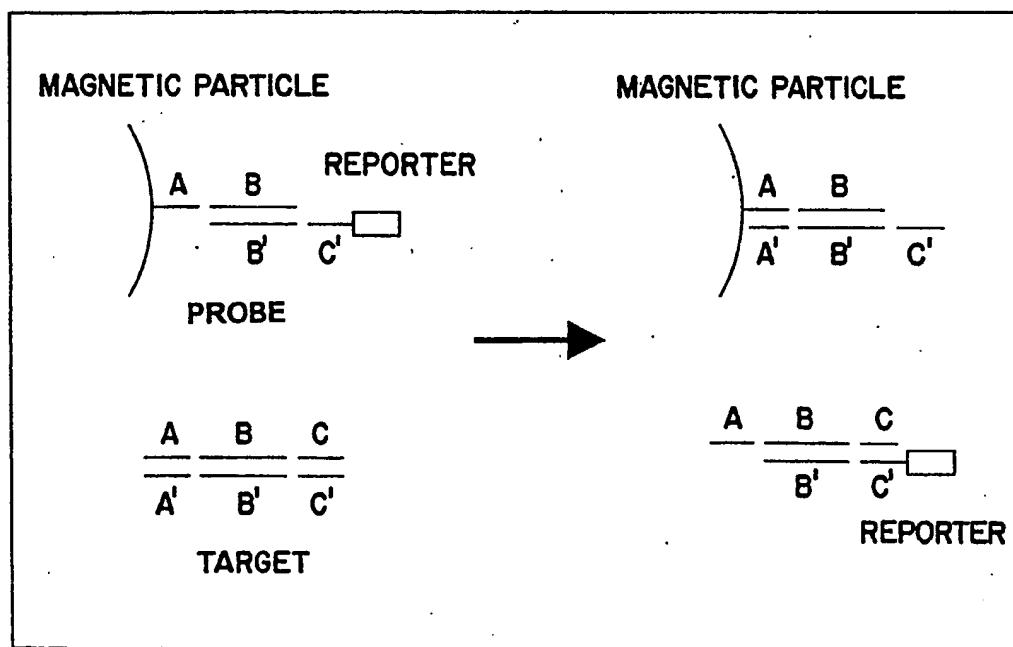 MAGNETIC PARTICLE
A B REPORTER
B' C'
PROBE
A B C
A' B' C'
TARGET
MAGNETIC PARTICLE
A B
A' B' C'
A B C
B' C'
REPORTER